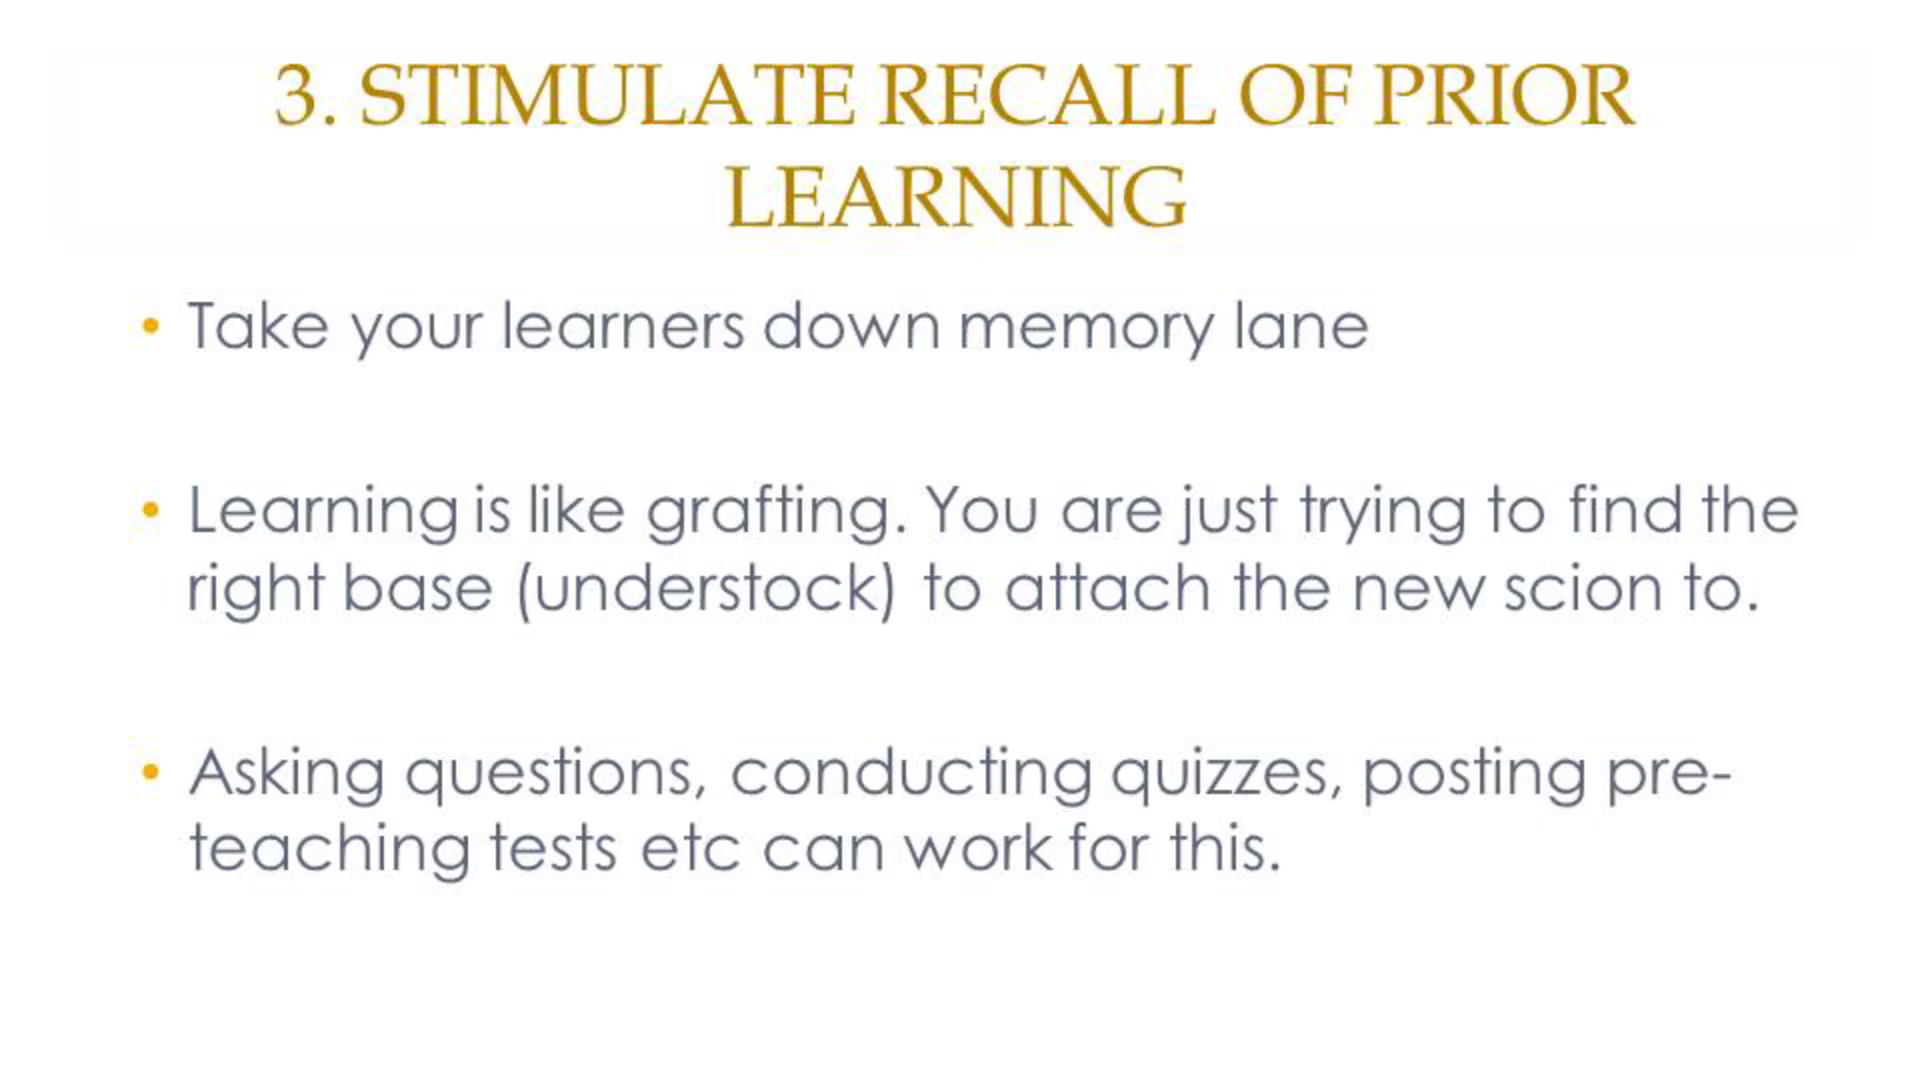 3. STIMULATE RECALL OF PRIOR
LEARNING
• Take your learners down memory lane
• Learning is like grafting. You are just trying to find the
right base (understock) to attach the new scion to.
• Asking questions, conducting quizzes, posting pre-
teaching tests etc can work for this.